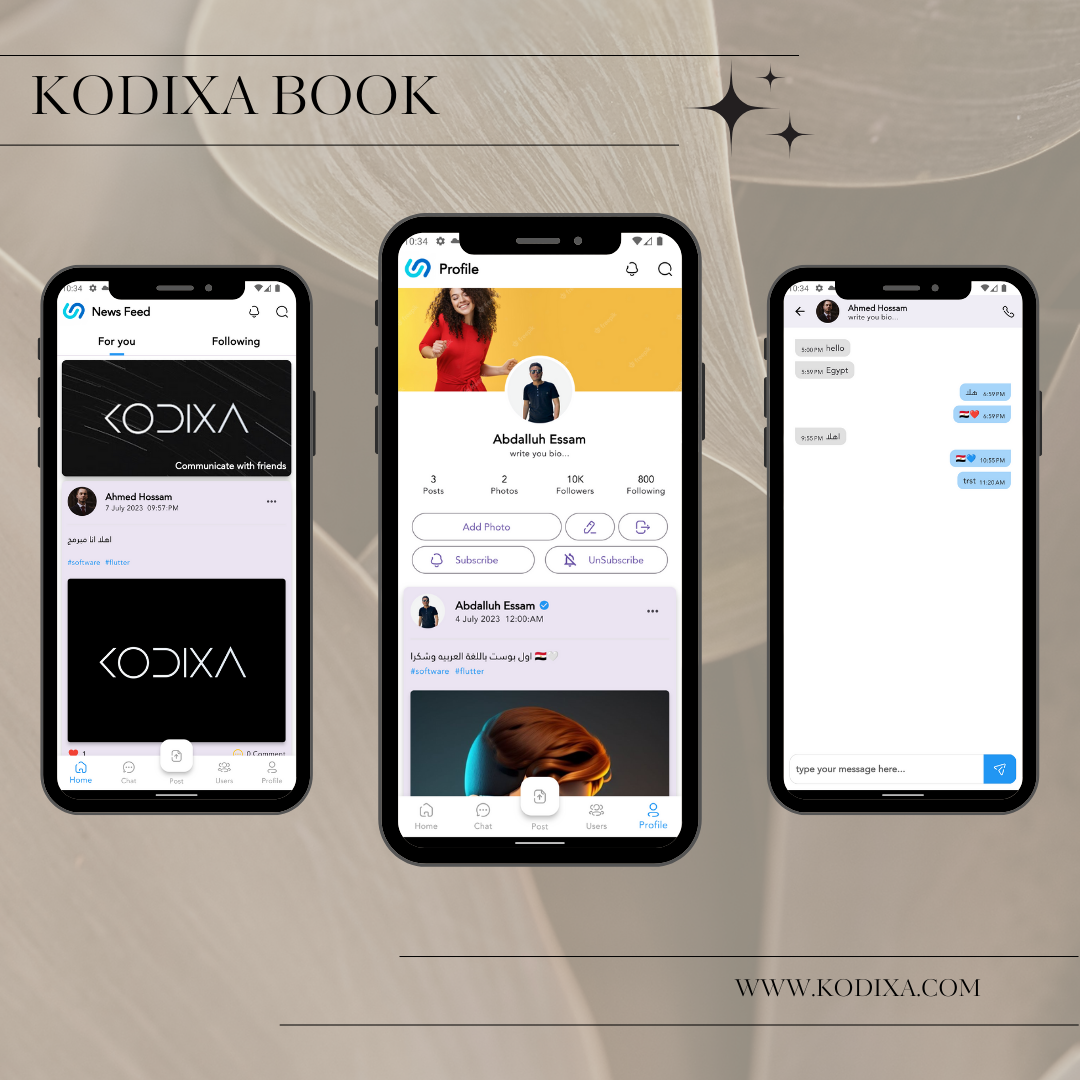 KODIXA BOOK
10:34
News Feed
For you
Following
KODIXA
Communicate with friends
Ahmed Hossam
7 July 2023 09:57:PM
اهلا انا مبرمج
#software #flutter
KODIXA
1
0 Comment
Home
Chat
Post
Users
Profile
10:34
Profile
Abdalluh Essam
write you bio...
3
Posts
2
Photos
10K
Followers
800
Following
Add Photo
Subscribe
UnSubscribe
Abdalluh Essam
4 July 2023 12:00:AM
اول بوست باللغة العربيه وشكرا 🇪🇬🤍
#software #flutter
Home
Chat
Post
Users
Profile
10:34
Ahmed Hossam
write you bio...
5:00 PM hello
5:59 PM Egypt
هلا 6:59 PM
🇪🇬❤️ 6:59 PM
9:55 PM اهلا
🇪🇬💙 10:55 PM
trst 11:20 AM
type your message here...
WWW.KODIXA.COM